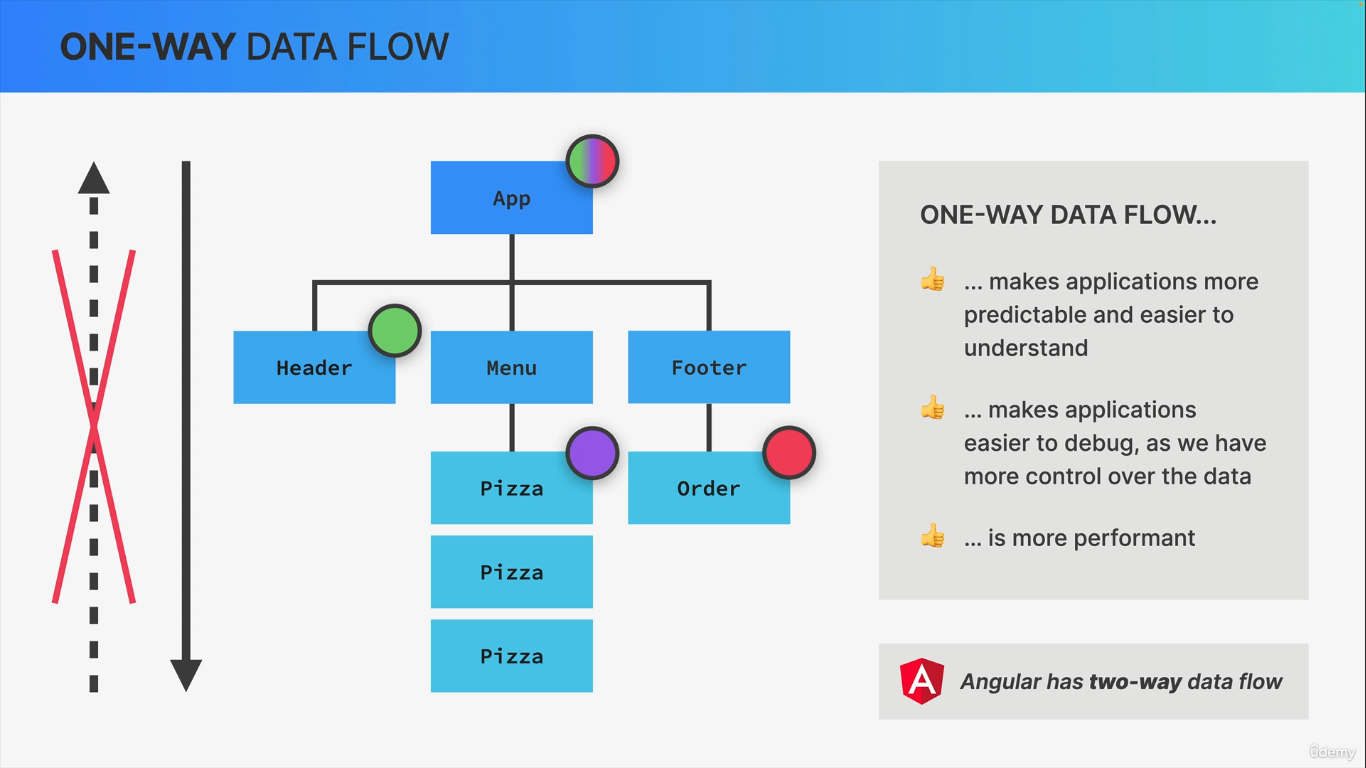 ONE-WAY DATA FLOW
App
Header
Menu
Footer
Pizza
Order
Pizza
Pizza
ONE-WAY DATA FLOW...
... makes applications more
predictable and easier to
understand
... makes applications
easier to debug, as we have
more control over the data
... is more performant
A
Angular has two-way data flow
ûdemy